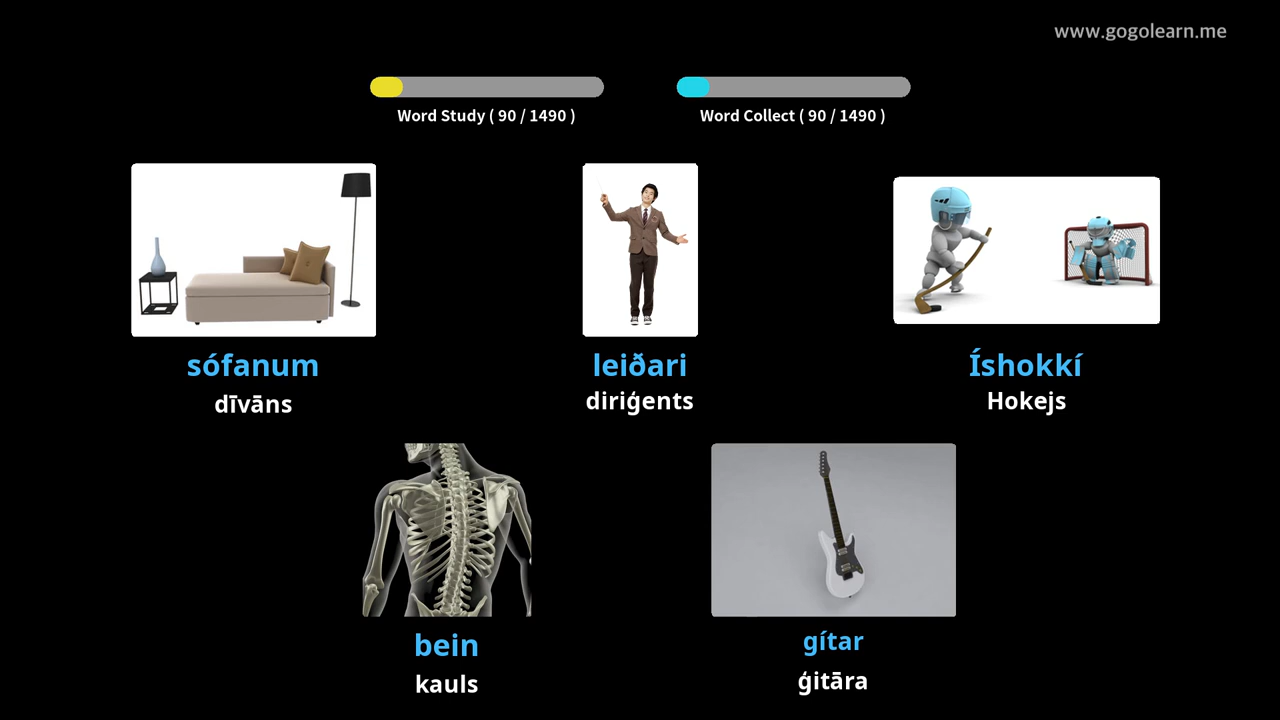 www.gogolearn.me
Word Study ( 90 / 1490 )
Word Collect ( 90 / 1490 )
sófanum
dīvāns
leiðari
diriģents
Íshokkí
Hokejs
bein
kauls
gítar
ģitāra